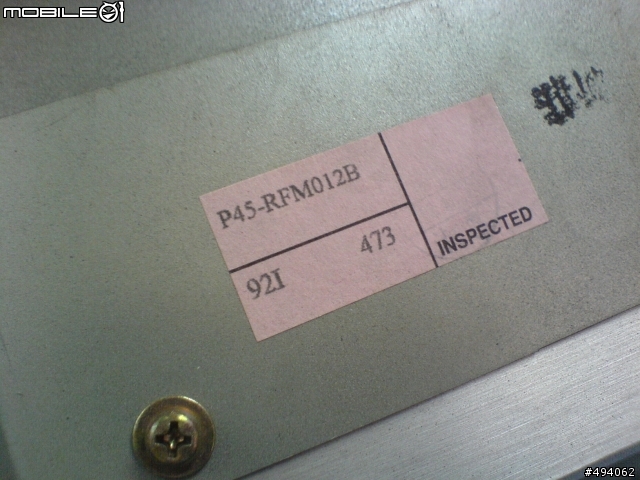 MOBILE01
P45-RFM012B
92I 473
INSPECTED
#494062